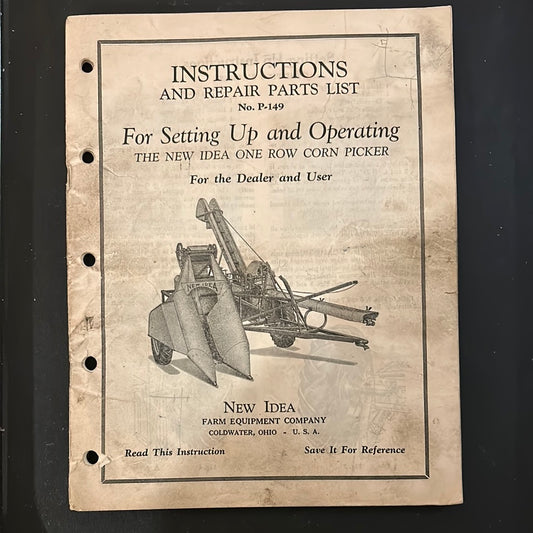 INSTRUCTIONS
AND REPAIR PARTS LIST
No. P-149
For Setting Up and Operating
THE NEW IDEA ONE ROW CORN PICKER
For the Dealer and User
NEW IDEA
NEW IDEA
FARM EQUIPMENT COMPANY
COLDWATER, OHIO - U. S. A.
Read This Instruction Save It For Reference